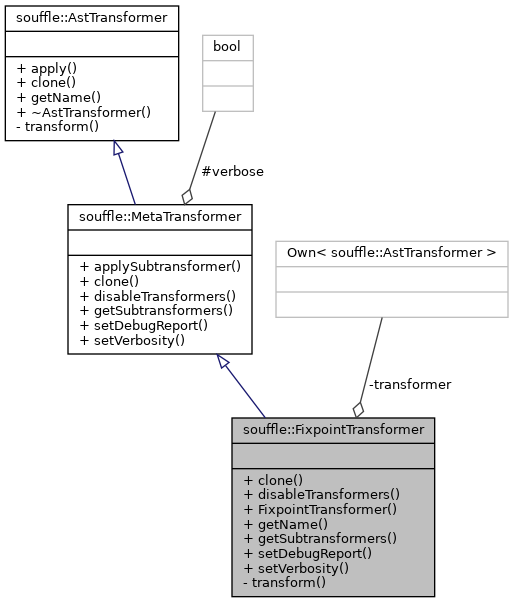 souffle::AstTransformer
+ apply()
+ clone()
+ getName()
+ ~AstTransformer()
- transform()
bool
#verbose
souffle::MetaTransformer
+ applySubtransformer()
+ clone()
+ disableTransformers()
+ getSubtransformers()
+ setDebugReport()
+ setVerbosity()
Own< souffle::AstTransformer >
-transformer
souffle::FixpointTransformer
+ clone()
+ disableTransformers()
+ FixpointTransformer()
+ getName()
+ getSubtransformers()
+ setDebugReport()
+ setVerbosity()
- transform()